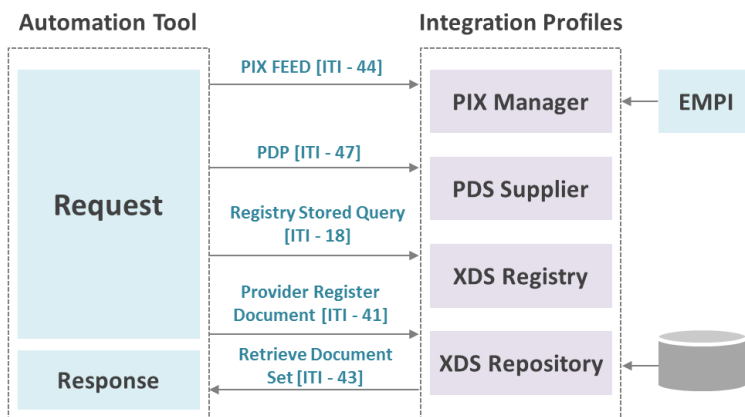 Automation Tool
Integration Profiles
PIX FEED [ITI - 44]
PIX Manager
EMPI
PDP [ITI - 47]
PDS Supplier
Request
Registry Stored Query
[ITI - 18]
XDS Registry
Provider Register
Document [ITI - 41]
Retrieve Document
Set [ITI - 43]
XDS Repository
Response